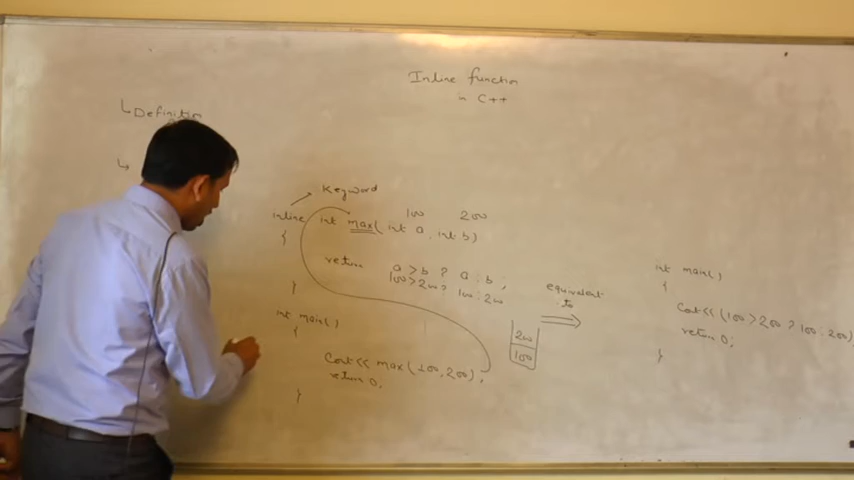 Inline function
in C++
Definition
Keyword
100 200
inline int max( int a, int b)
{
return a > b ? a : b ;
100 > 200 ? 100 : 200
}
int main()
{
Cout << max(100,200);
return 0;
}
200
100
equivalent
to
int main()
{
Cout << (100 > 200 ? 100 : 200)
return 0;
}